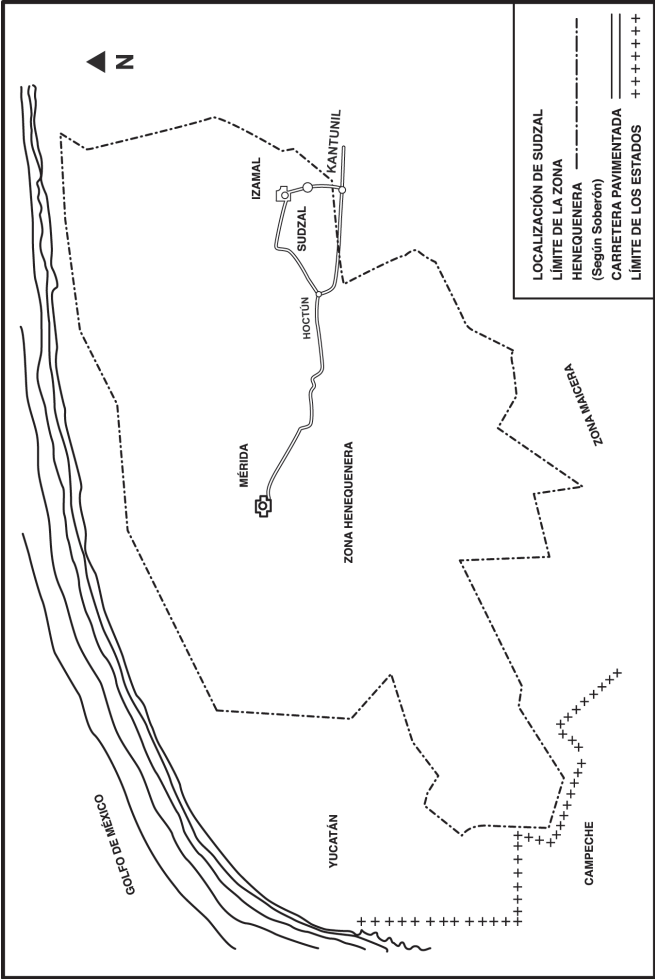 GOLFO DE MÉXICO
N
MÉRIDA
IZAMAL
SUDZAL
KANTUNIL
HOCTÚN
ZONA HENEQUENERA
YUCATÁN
ZONA MAICERA
CAMPECHE
LOCALIZACIÓN DE SUDZAL
LÍMITE DE LA ZONA
HENEQUENERA
(Según Soberón)
CARRETERA PAVIMENTADA
LÍMITE DE LOS ESTADOS